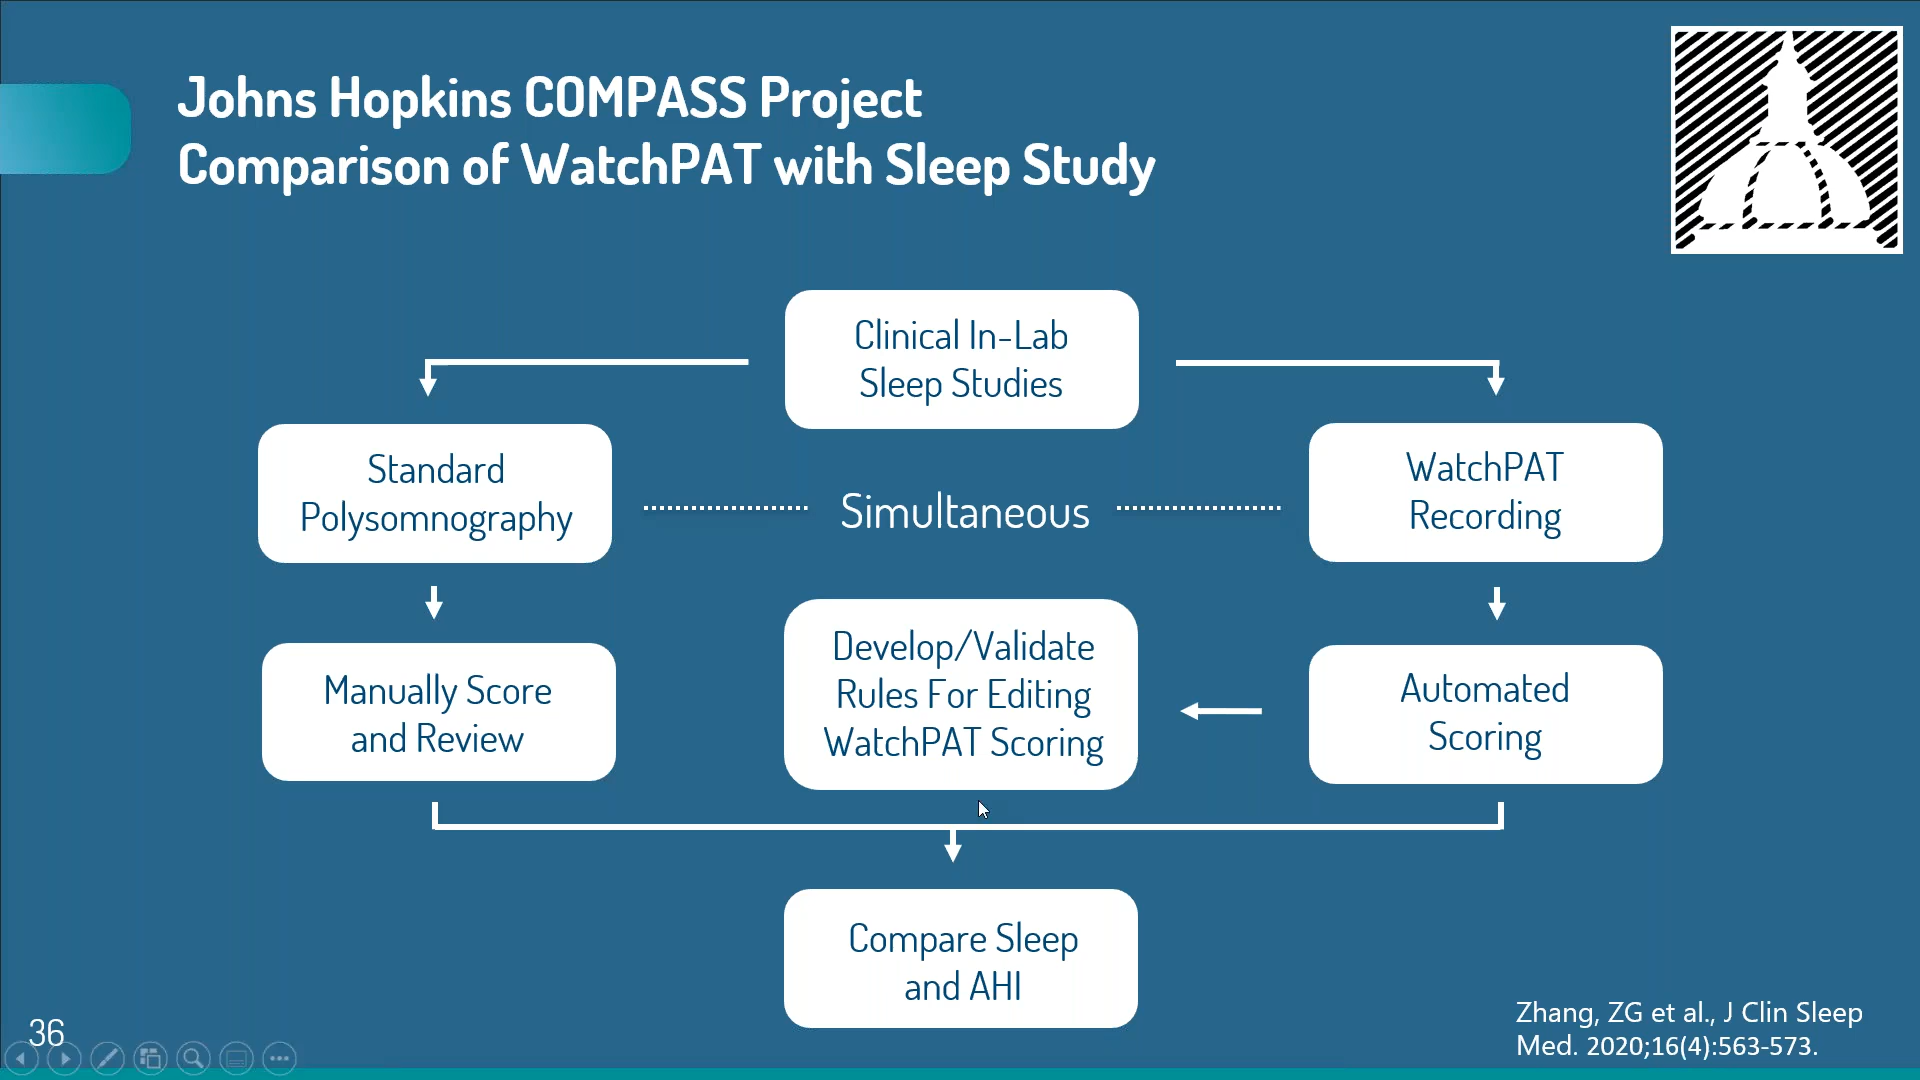 Johns Hopkins COMPASS Project
Comparison of WatchPAT with Sleep Study
Clinical In-Lab
Sleep Studies
Standard
Polysomnography
Simultaneous
WatchPAT
Recording
Manually Score
and Review
Develop/Validate
Rules For Editing
WatchPAT Scoring
Automated
Scoring
Compare Sleep
and AHI
Zhang, ZG et al., J Clin Sleep
Med. 2020;16(4):563-573.
36